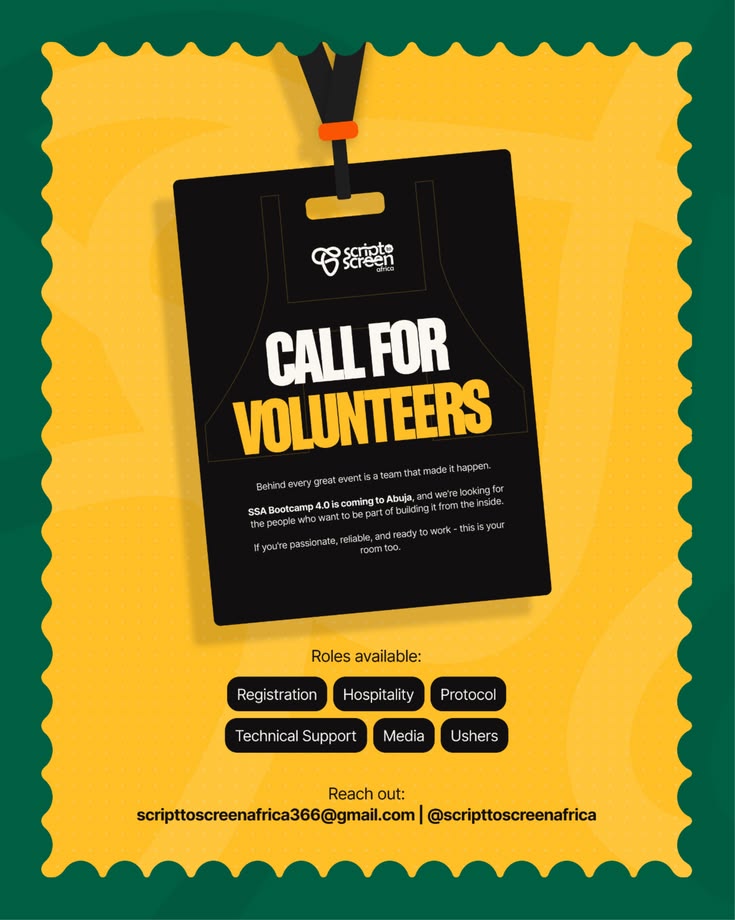 script to
screen
africa
CALL FOR
VOLUNTEERS
Behind every great event is a team that made it happen.
SSA Bootcamp 4.0 is coming to Abuja, and we're looking for
the people who want to be part of building it from the inside.
If you're passionate, reliable, and ready to work - this is your
room too.
Roles available:
Registration Hospitality Protocol
Technical Support Media Ushers
Reach out:
scripttoscreenafrica366@gmail.com | @scripttoscreenafrica